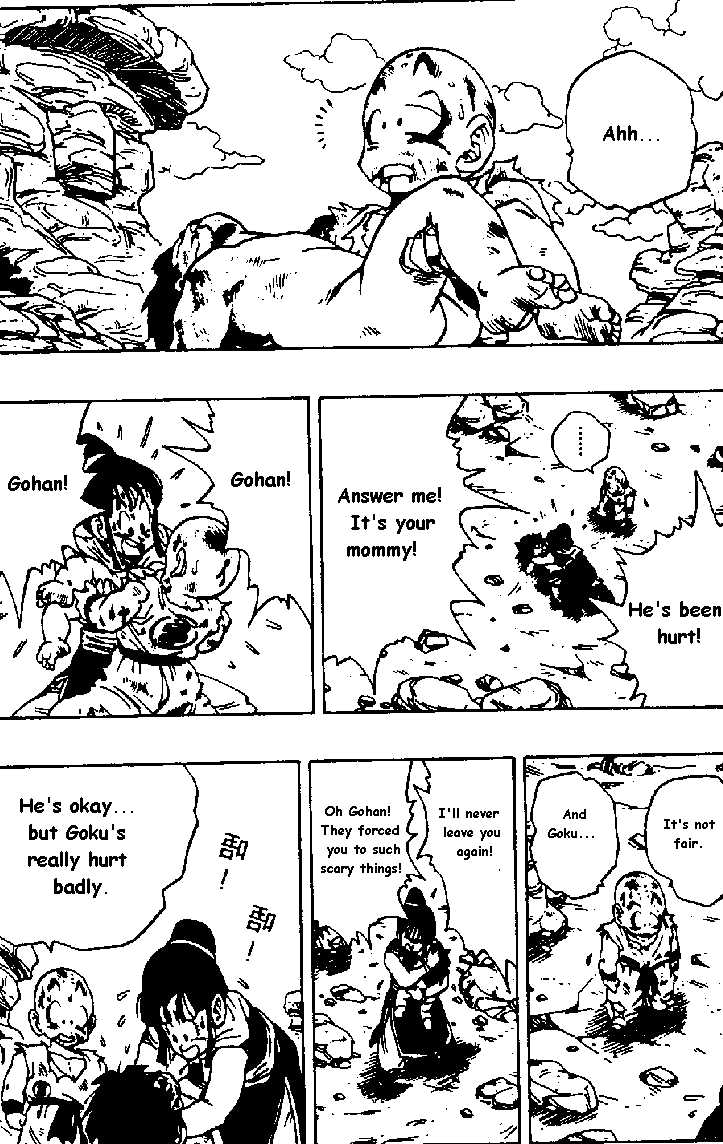 Ahh...
Gohan!
Gohan!
Answer me!
It's your
mommy!
.......
He's been
hurt!
He's okay...
but Goku's
really hurt
badly.
Oh Gohan!
They forced
you to such
scary things!
I'll never
leave you
again!
And
Goku...
It's not
fair.